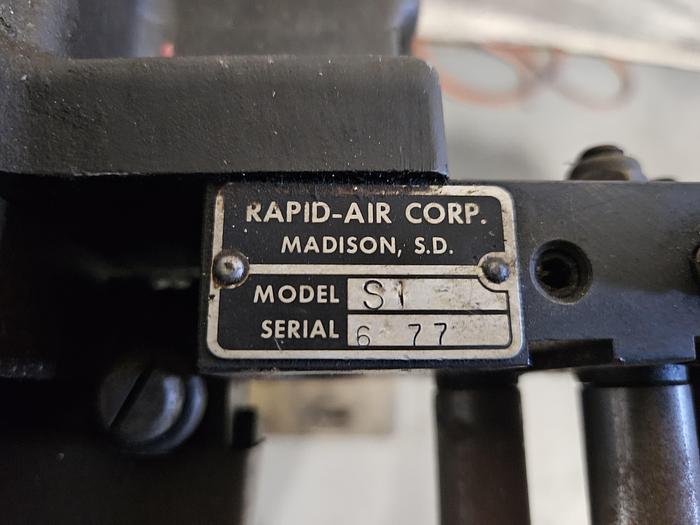 RAPID-AIR CORP.
MADISON, S.D.
MODEL S1
SERIAL 6 77